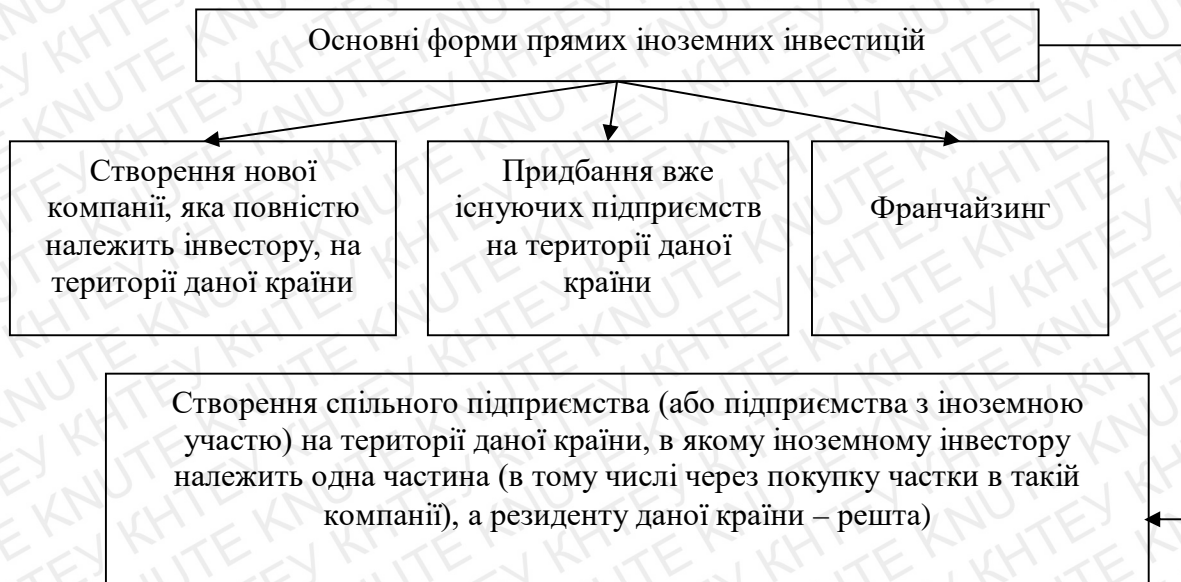 Основні форми прямих іноземних інвестицій
Створення нової
компанії, яка повністю
належить інвестору, на
території даної країни
Придбання вже
існуючих підприємств
на території даної
країни
Франчайзинг
Створення спільного підприємства (або підприємства з іноземною
участю) на території даної країни, в якому іноземному інвестору
належить одна частина (в тому числі через покупку частки в такій
компанії), а резиденту даної країни – решта)